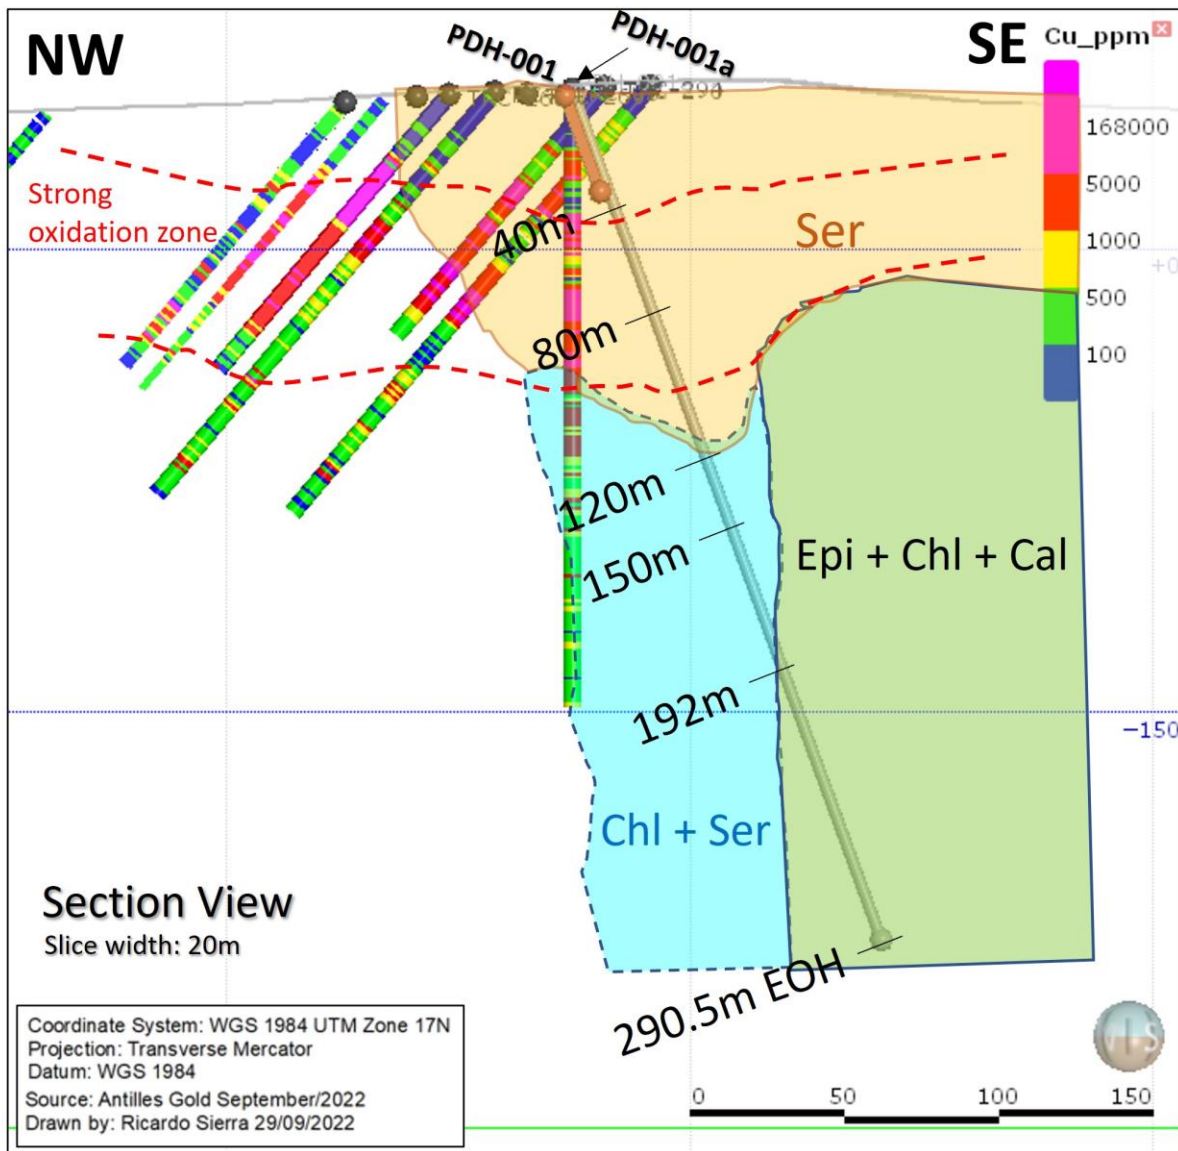 NW
PDH-001
PDH-001a
SE
Cu_ppm
168000
5000
1000
500
100
Strong
oxidation zone
Ser
+0
40m
80m
120m
150m
192m
290.5m EOH
Epi + Chl + Cal
Chl + Ser
−150
Section View
Slice width: 20m
Coordinate System: WGS 1984 UTM Zone 17N
Projection: Transverse Mercator
Datum: WGS 1984
Source: Antilles Gold September/2022
Drawn by: Ricardo Sierra 29/09/2022
0 50 100 150